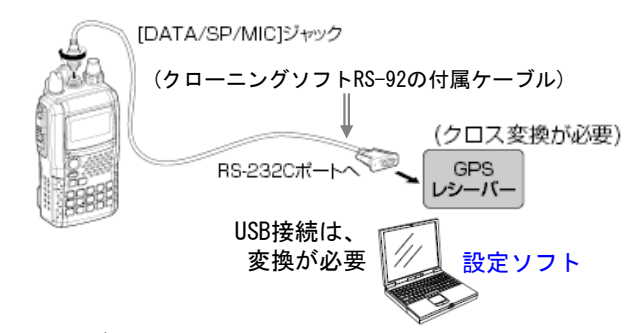 [DATA/SP/MIC]ジャック
(クローニングソフトRS-92の付属ケーブル)
(クロス変換が必要)
RS-232Cポートへ
GPS
レシーバー
USB接続は、
変換が必要
設定ソフト